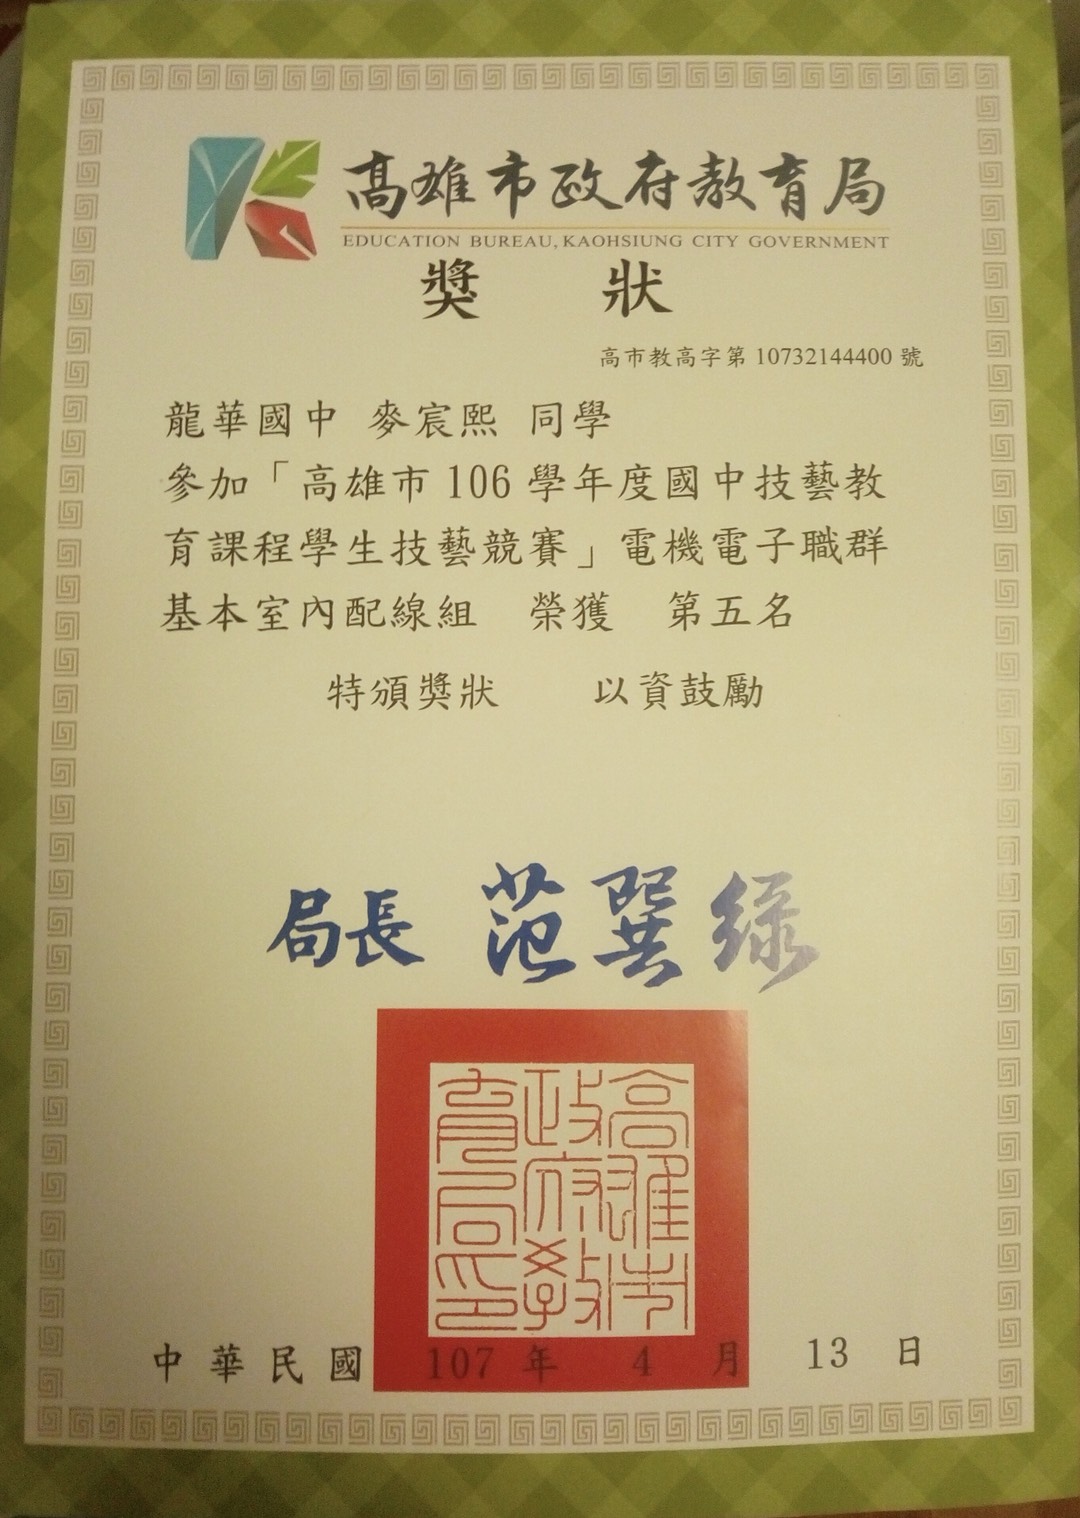 高雄市政府教育局
EDUCATION BUREAU, KAOHSIUNG CITY GOVERNMENT
獎狀
高市教高字第 10732144400 號
龍華國中 麥宸熙 同學
參加「高雄市 106 學年度國中技藝教
育課程學生技藝競賽」電機電子職群
基本室內配線組 榮獲 第五名
特頒獎狀 以資鼓勵
局長 范巽綠
高雄市政府教育局印
中華民國 107 年 4 月 13 日